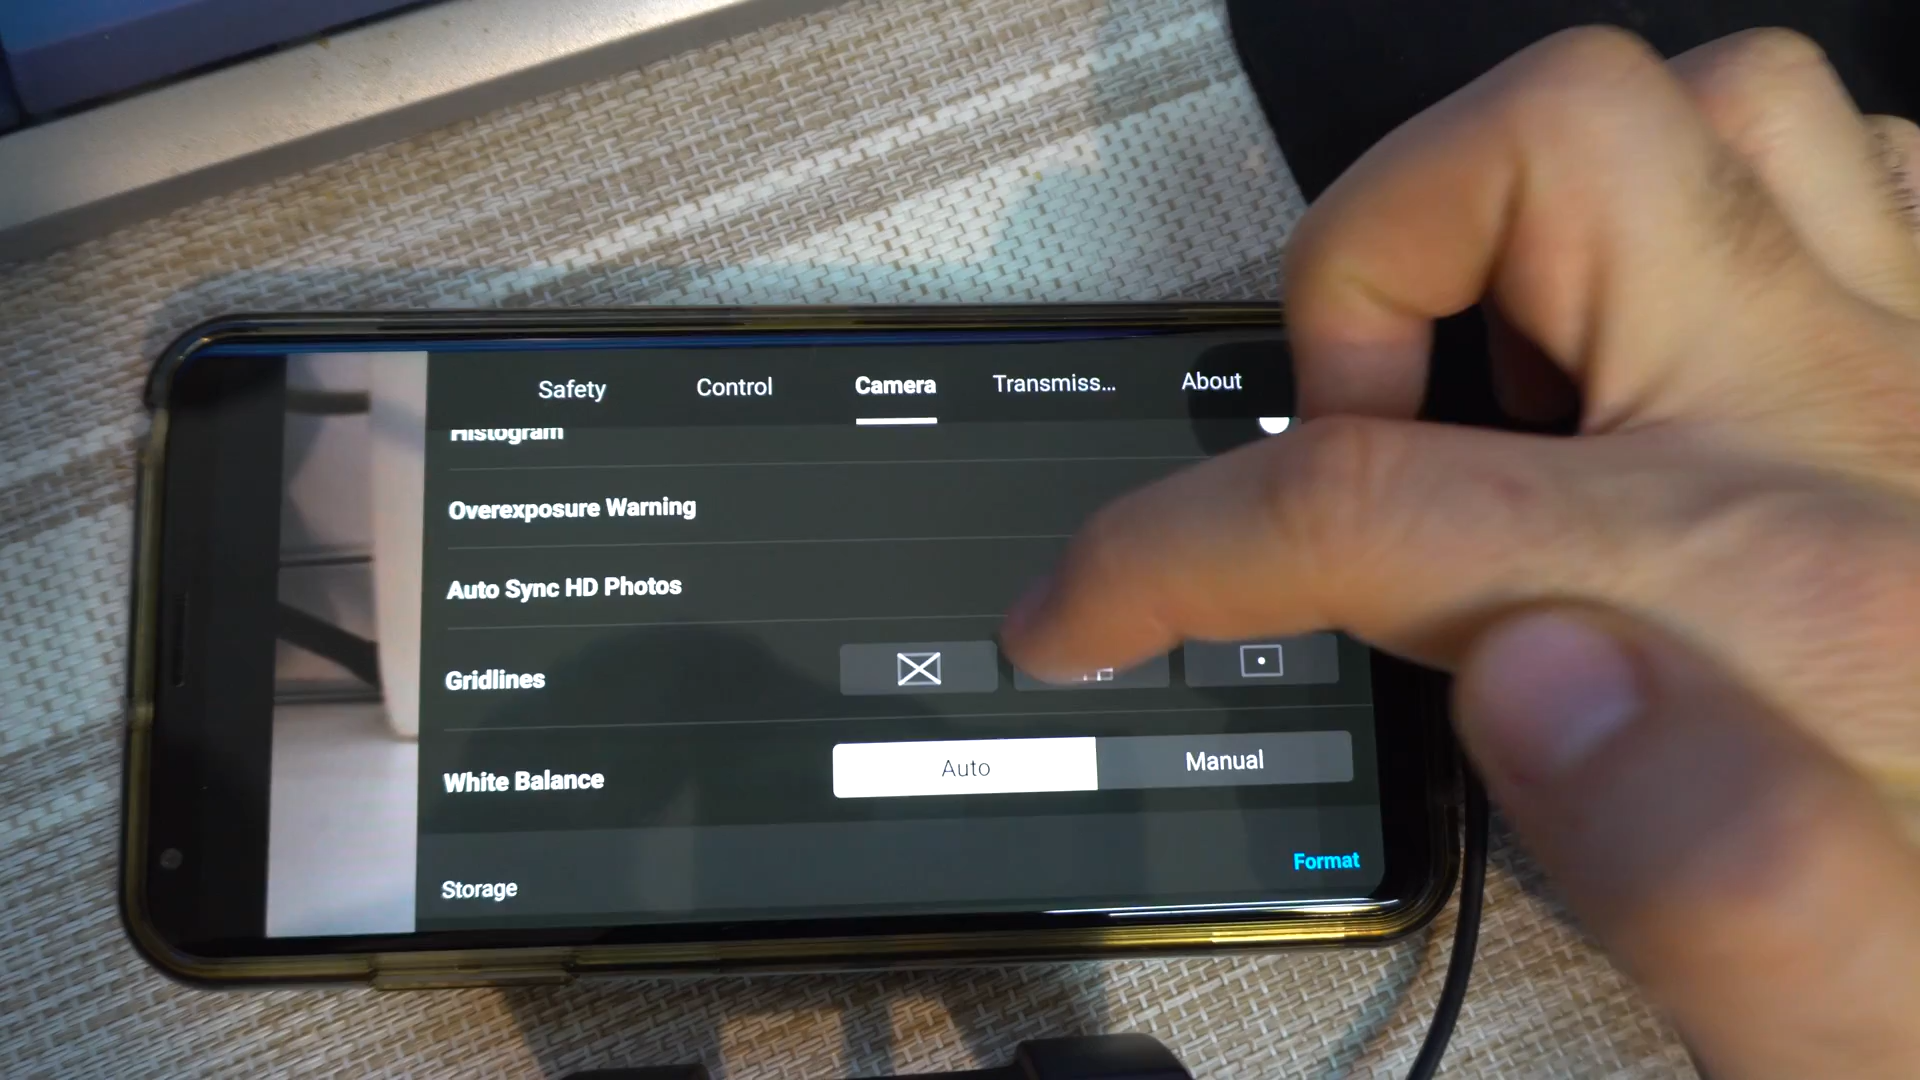 Safety Control Camera Transmiss... About
Histogram
Overexposure Warning
Auto Sync HD Photos
Gridlines
White Balance Auto Manual
Format
Storage